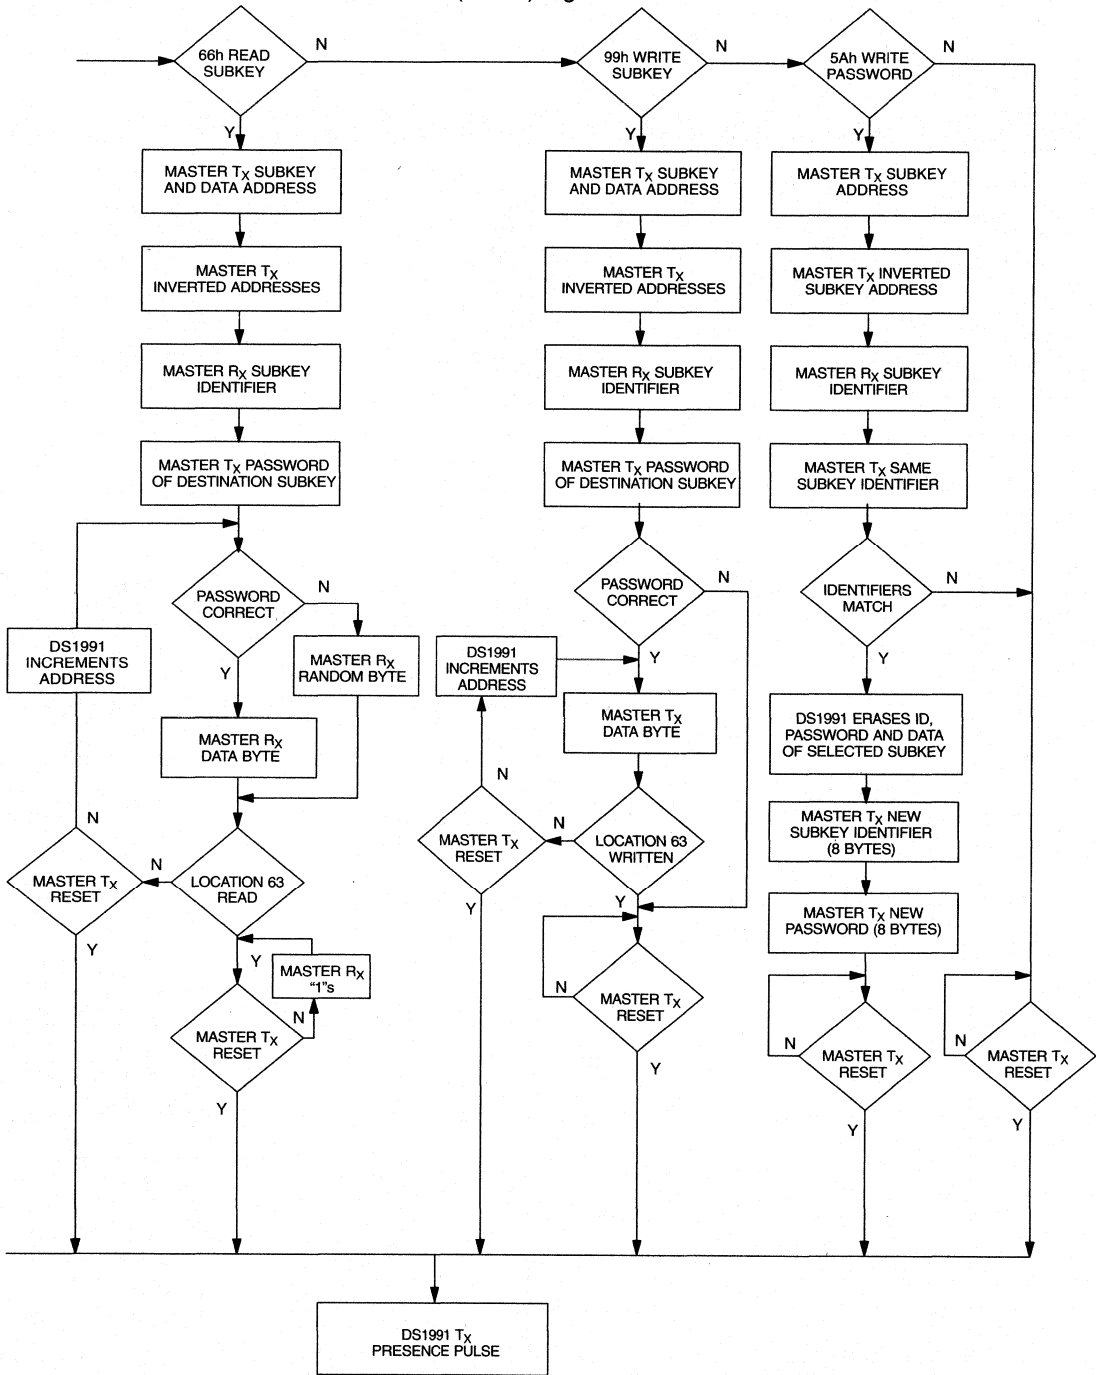 66h READ
SUBKEY
N
Y
99h WRITE
SUBKEY
N
Y
5Ah WRITE
PASSWORD
N
Y
MASTER TX SUBKEY
AND DATA ADDRESS
MASTER TX
INVERTED ADDRESSES
MASTER RX SUBKEY
IDENTIFIER
MASTER TX PASSWORD
OF DESTINATION SUBKEY
PASSWORD
CORRECT
N
Y
MASTER RX
RANDOM BYTE
DS1991
INCREMENTS
ADDRESS
MASTER RX
DATA BYTE
N
MASTER TX
RESET
Y
N
LOCATION 63
READ
Y
MASTER RX
"1"s
N
MASTER TX
RESET
Y
MASTER TX SUBKEY
AND DATA ADDRESS
MASTER TX
INVERTED ADDRESSES
MASTER RX SUBKEY
IDENTIFIER
MASTER TX PASSWORD
OF DESTINATION SUBKEY
PASSWORD
CORRECT
N
Y
DS1991
INCREMENTS
ADDRESS
MASTER TX
DATA BYTE
N
MASTER TX
RESET
Y
N
LOCATION 63
WRITTEN
Y
N
MASTER TX
RESET
Y
MASTER TX SUBKEY
ADDRESS
MASTER TX INVERTED
SUBKEY ADDRESS
MASTER RX SUBKEY
IDENTIFIER
MASTER TX SAME
SUBKEY IDENTIFIER
IDENTIFIERS
MATCH
N
Y
DS1991 ERASES ID,
PASSWORD AND DATA
OF SELECTED SUBKEY
MASTER TX NEW
SUBKEY IDENTIFIER
(8 BYTES)
MASTER TX NEW
PASSWORD (8 BYTES)
N
MASTER TX
RESET
Y
N
MASTER TX
RESET
Y
DS1991 TX
PRESENCE PULSE